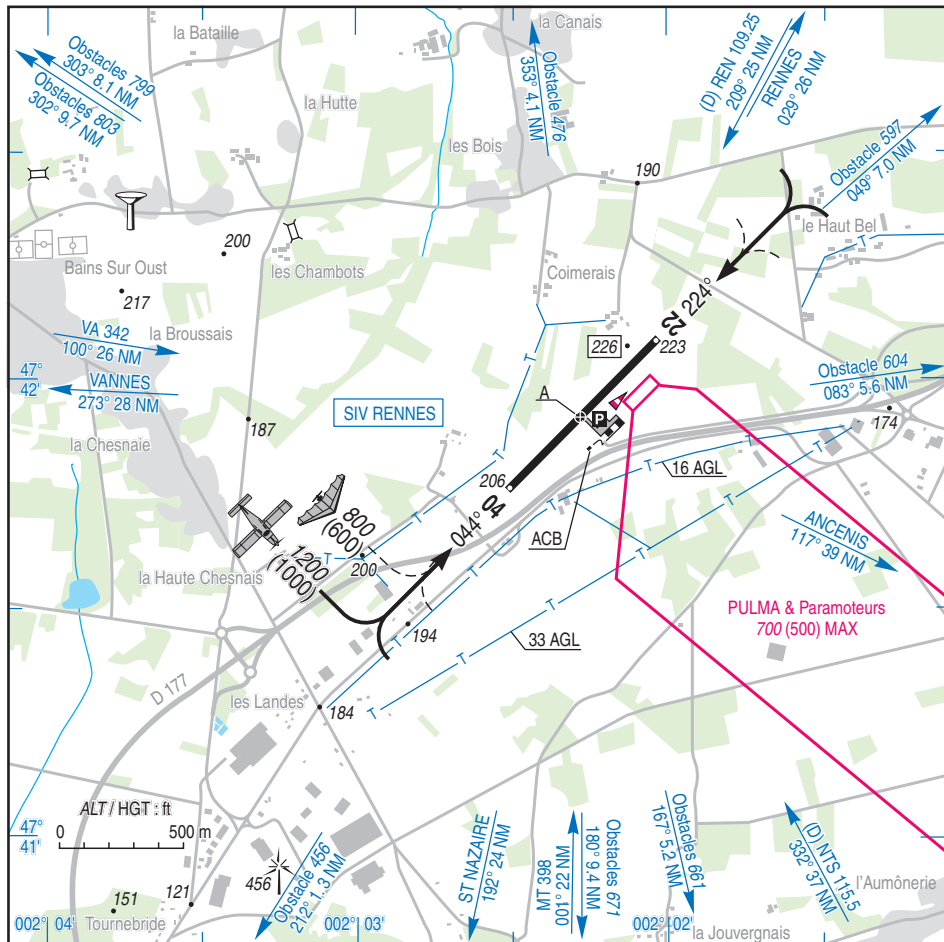 la Bataille
la Canais
Obstacles 799
303° 8.1 NM
Obstacles 803
302° 9.7 NM
Obstacle 476
353° 4.1 NM
(D) REN 109.25
209° 25 NM
RENNES
029° 26 NM
la Hutte
les Bois
Obstacle 597
049° 7.0 NM
190
le Haut Bel
T
200
Bains Sur Oust
les Chambots
Coimerais
217
T
22 224°
la Broussais
VA 342
100° 26 NM
226
223
T
47°
42'
VANNES
273° 28 NM
Obstacle 604
083° 5.6 NM
A
SIV RENNES
P
187
174
la Chesnaie
T
T
T
16 AGL
206
04
044°
T
800
(600)
ACB
T
T
ANCENIS
117° 39 NM
1200
(1000)
T
200
T
T
la Haute Chesnais
PULMA & Paramoteurs
700 (500) MAX
194
33 AGL
T
T
D 177
les Landes
184
T
ALT / HGT : ft
0
500 m
47°
41'
456
Obstacle 456
212° 1.3 NM
ST NAZAIRE
192° 24 NM
MT 398
001° 22 NM
Obstacles 671
180° 9.4 NM
Obstacles 661
167° 5.2 NM
(D) NTS 115.5
332° 37 NM
l'Aumônerie
151
121
Tournebride
002° 04'
002° 03'
002° 02'
la Jouvergnais